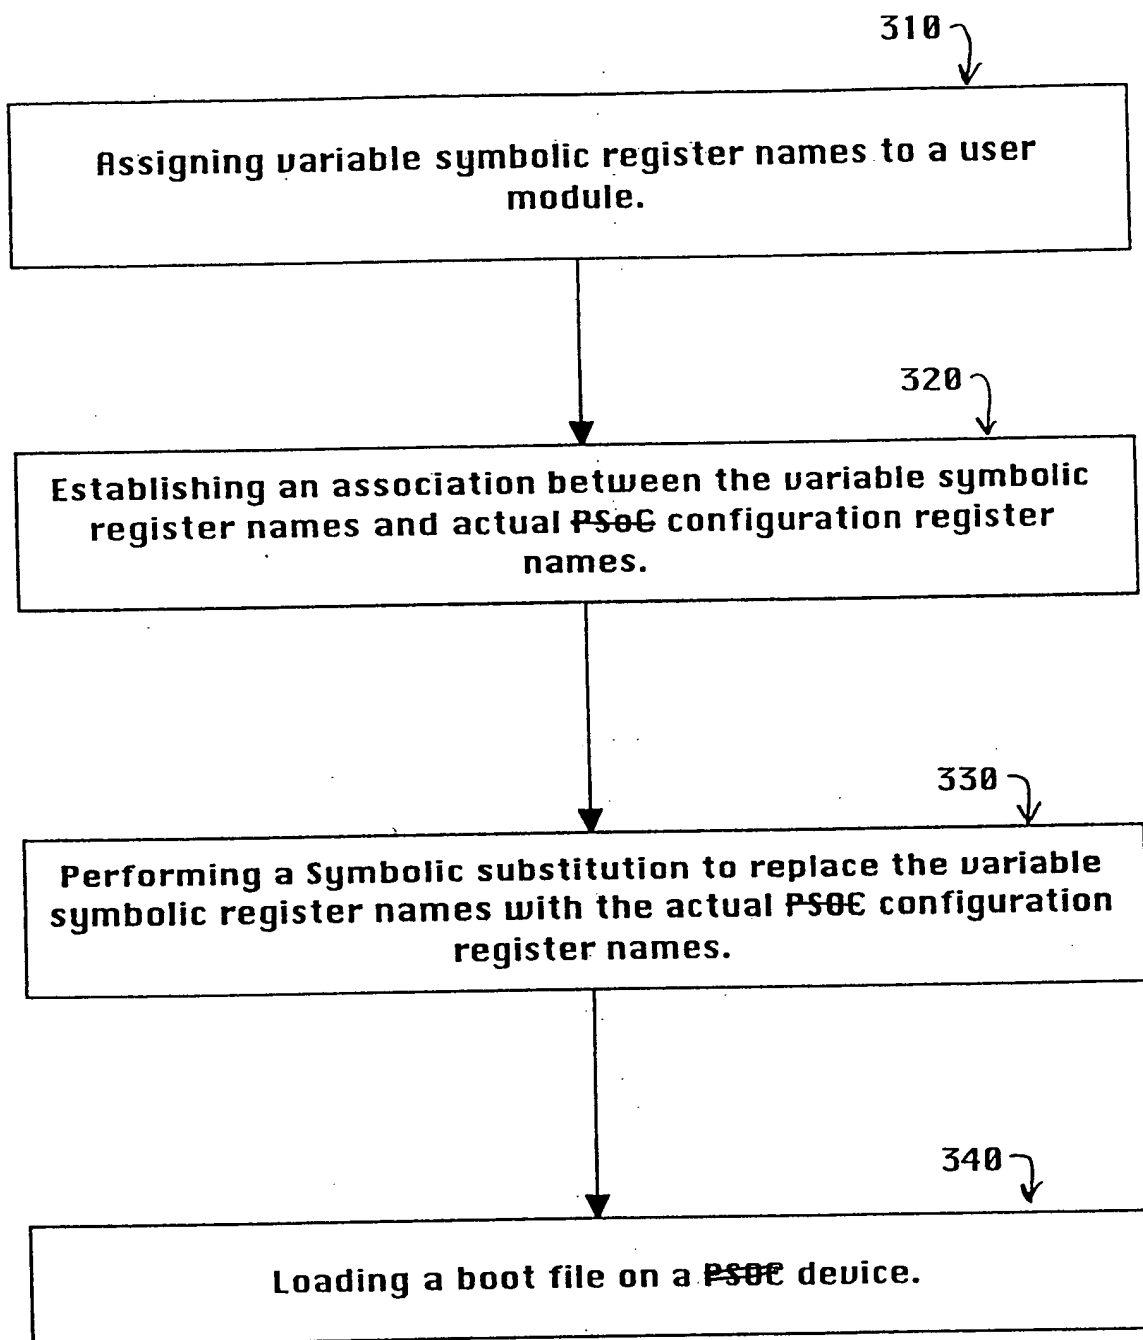 310
Assigning variable symbolic register names to a user
module.
320
Establishing an association between the variable symbolic
register names and actual PSoC configuration register
names.
330
Performing a Symbolic substitution to replace the variable
symbolic register names with the actual PSOC configuration
register names.
340
Loading a boot file on a PSOC device.